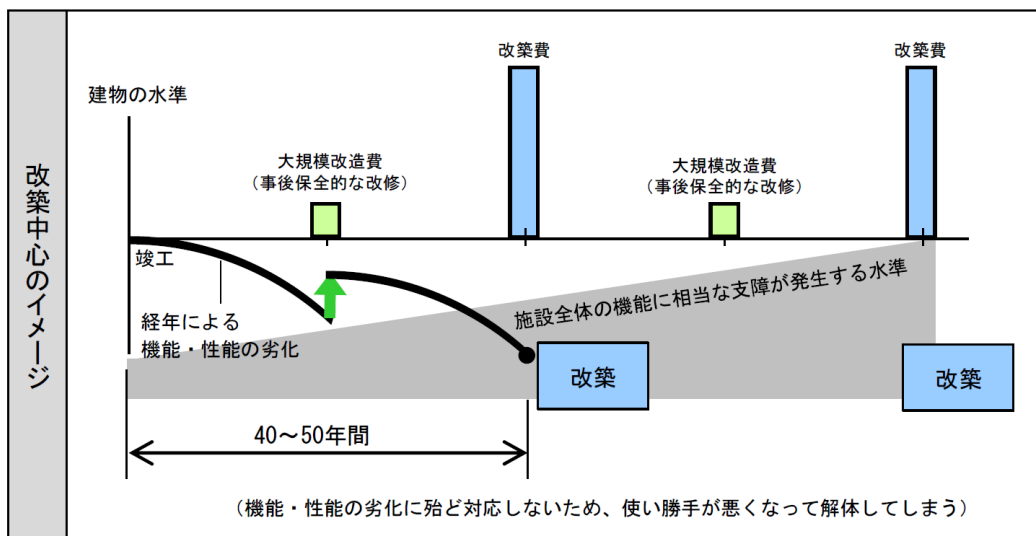 改築中心のイメージ
建物の水準
改築費
改築費
大規模改造費
(事後保全的な改修)
大規模改造費
(事後保全的な改修)
竣工
経年による
機能・性能の劣化
施設全体の機能に相当な支障が発生する水準
改築
改築
40~50年間
(機能・性能の劣化に殆ど対応しないため、使い勝手が悪くなって解体してしまう)